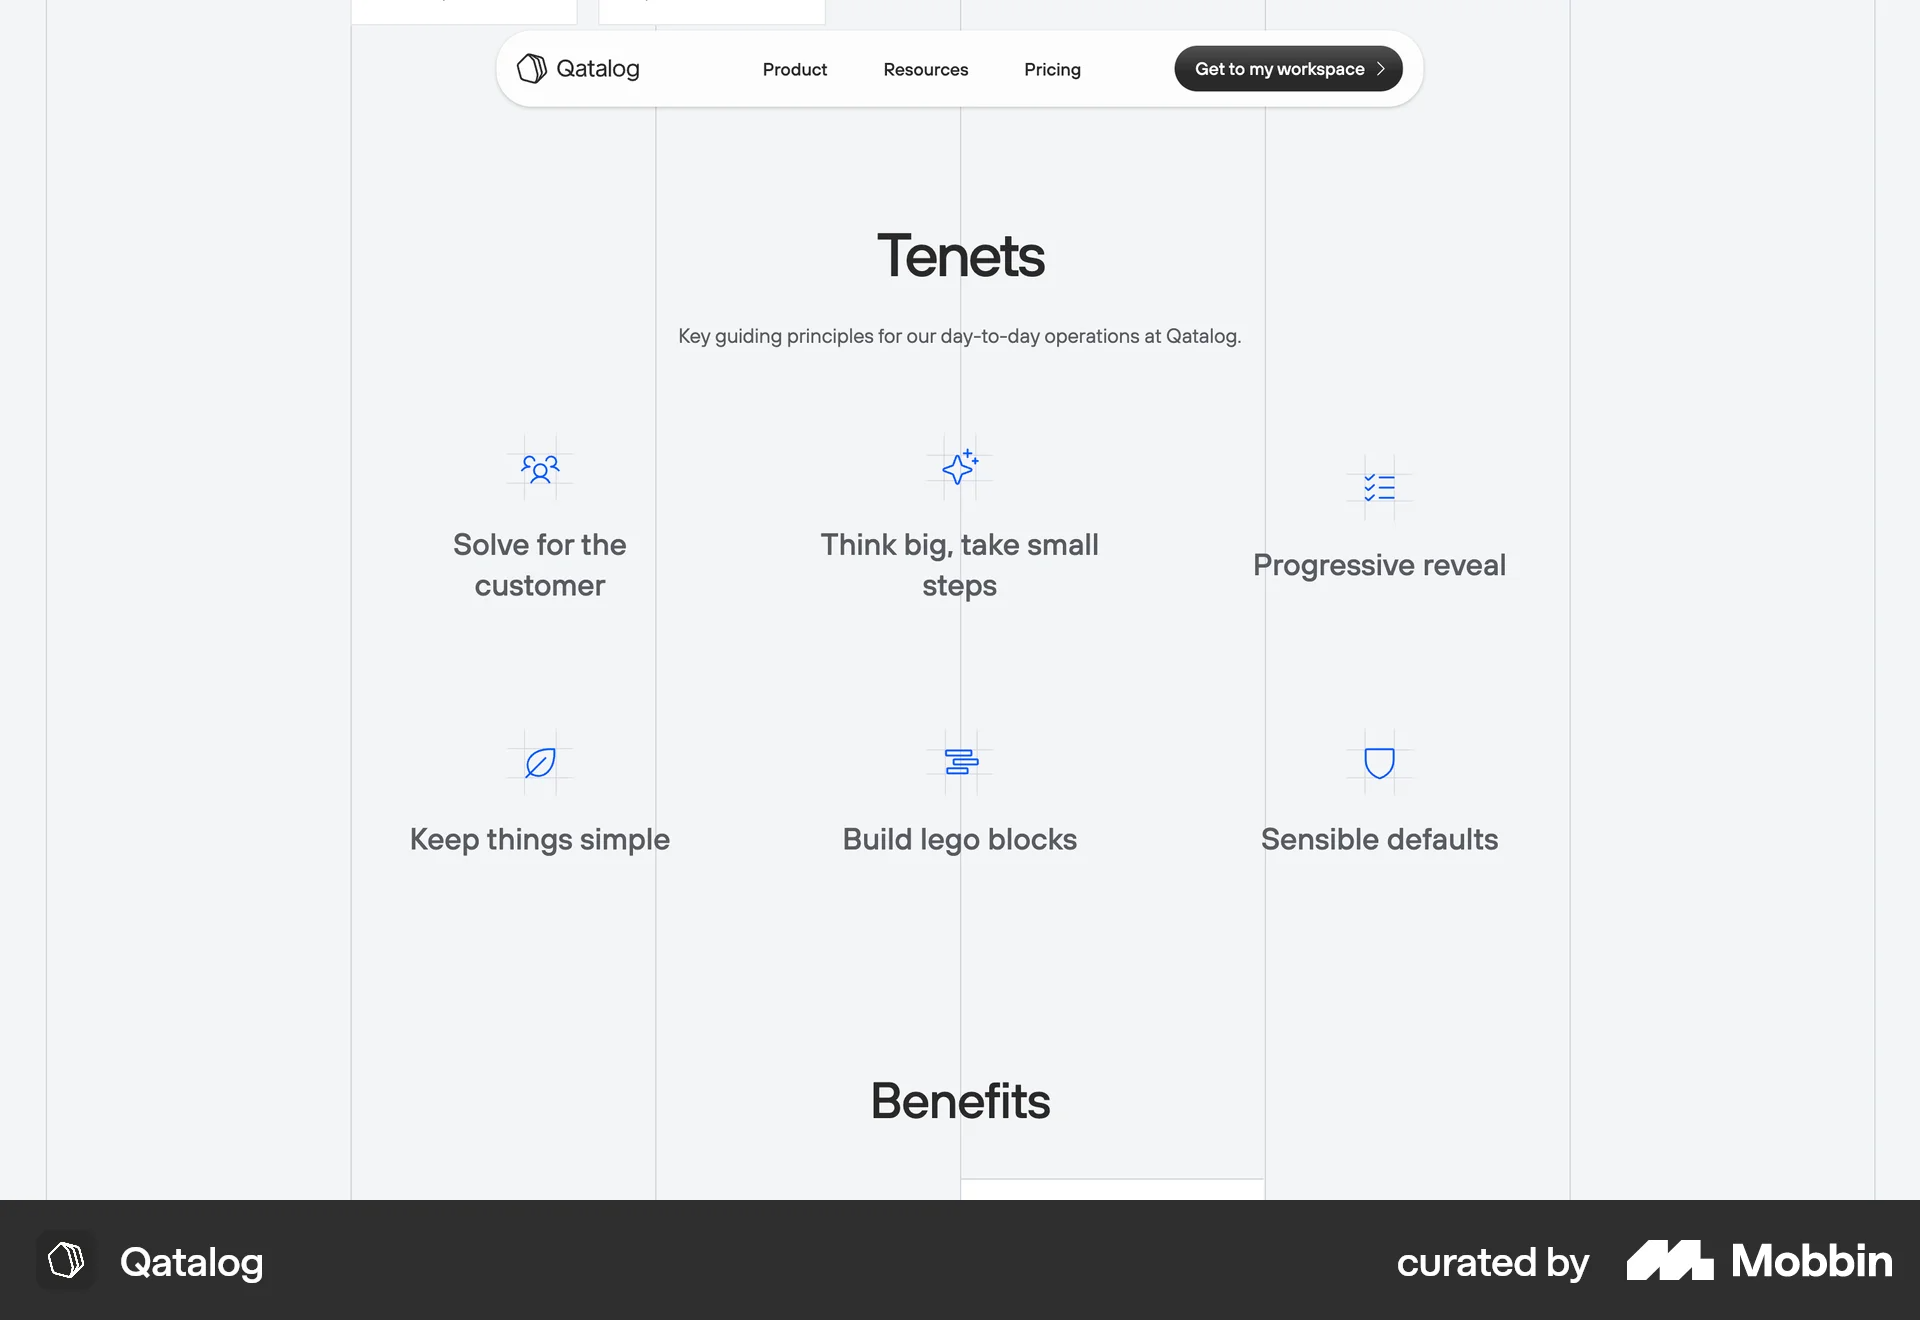 Qatalog
Product
Resources
Pricing
Get to my workspace
Tenets
Key guiding principles for our day-to-day operations at Qatalog.
Solve for the
customer
Think big, take small
steps
Progressive reveal
Keep things simple
Build lego blocks
Sensible defaults
Benefits
Qatalog
curated by
Mobbin